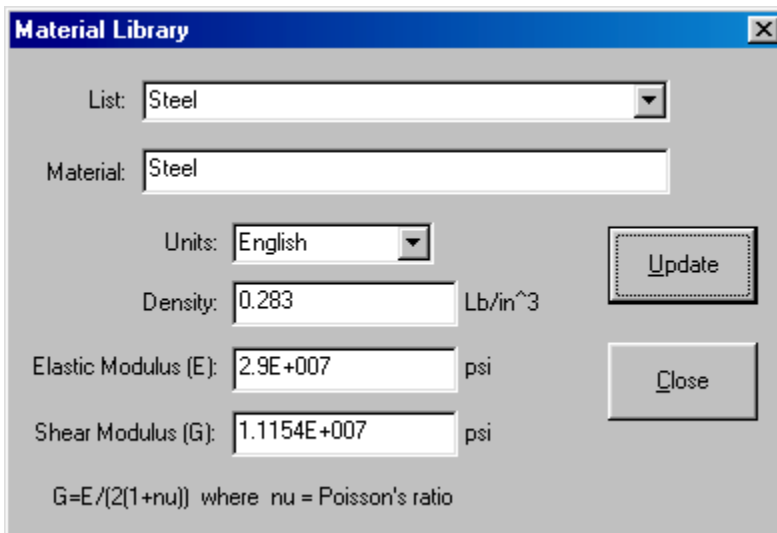 Material Library
List: Steel
Material: Steel
Units: English
Density: 0.283 Lb/in^3
Update
Elastic Modulus (E): 2.9E+007 psi
Close
Shear Modulus (G): 1.1154E+007 psi
G=E/(2(1+nu)) where nu = Poisson's ratio